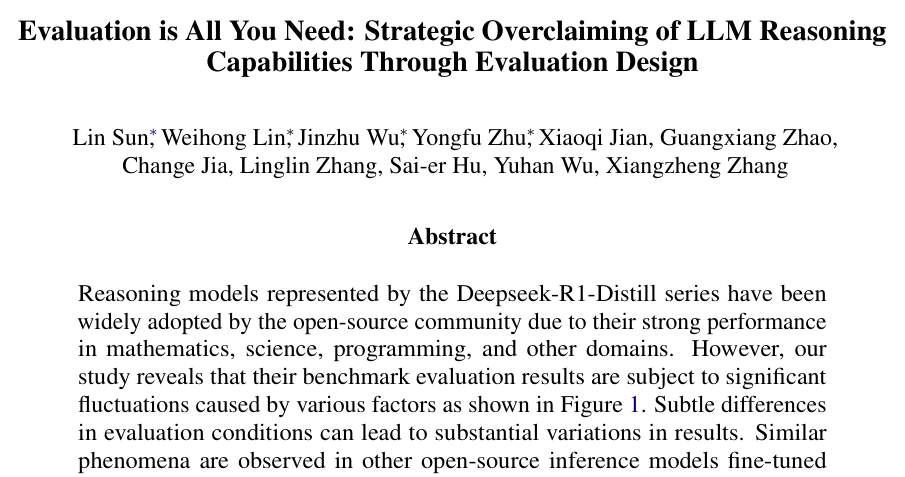 Evaluation is All You Need: Strategic Overclaiming of LLM Reasoning
Capabilities Through Evaluation Design
Lin Sun*, Weihong Lin*, Jinzhu Wu*, Yongfu Zhu*, Xiaoqi Jian, Guangxiang Zhao,
Change Jia, Linglin Zhang, Sai-er Hu, Yuhan Wu, Xiangzheng Zhang
Abstract
Reasoning models represented by the Deepseek-R1-Distill series have been
widely adopted by the open-source community due to their strong performance
in mathematics, science, programming, and other domains. However, our
study reveals that their benchmark evaluation results are subject to significant
fluctuations caused by various factors as shown in Figure 1. Subtle differences
in evaluation conditions can lead to substantial variations in results. Similar
phenomena are observed in other open-source inference models fine-tuned